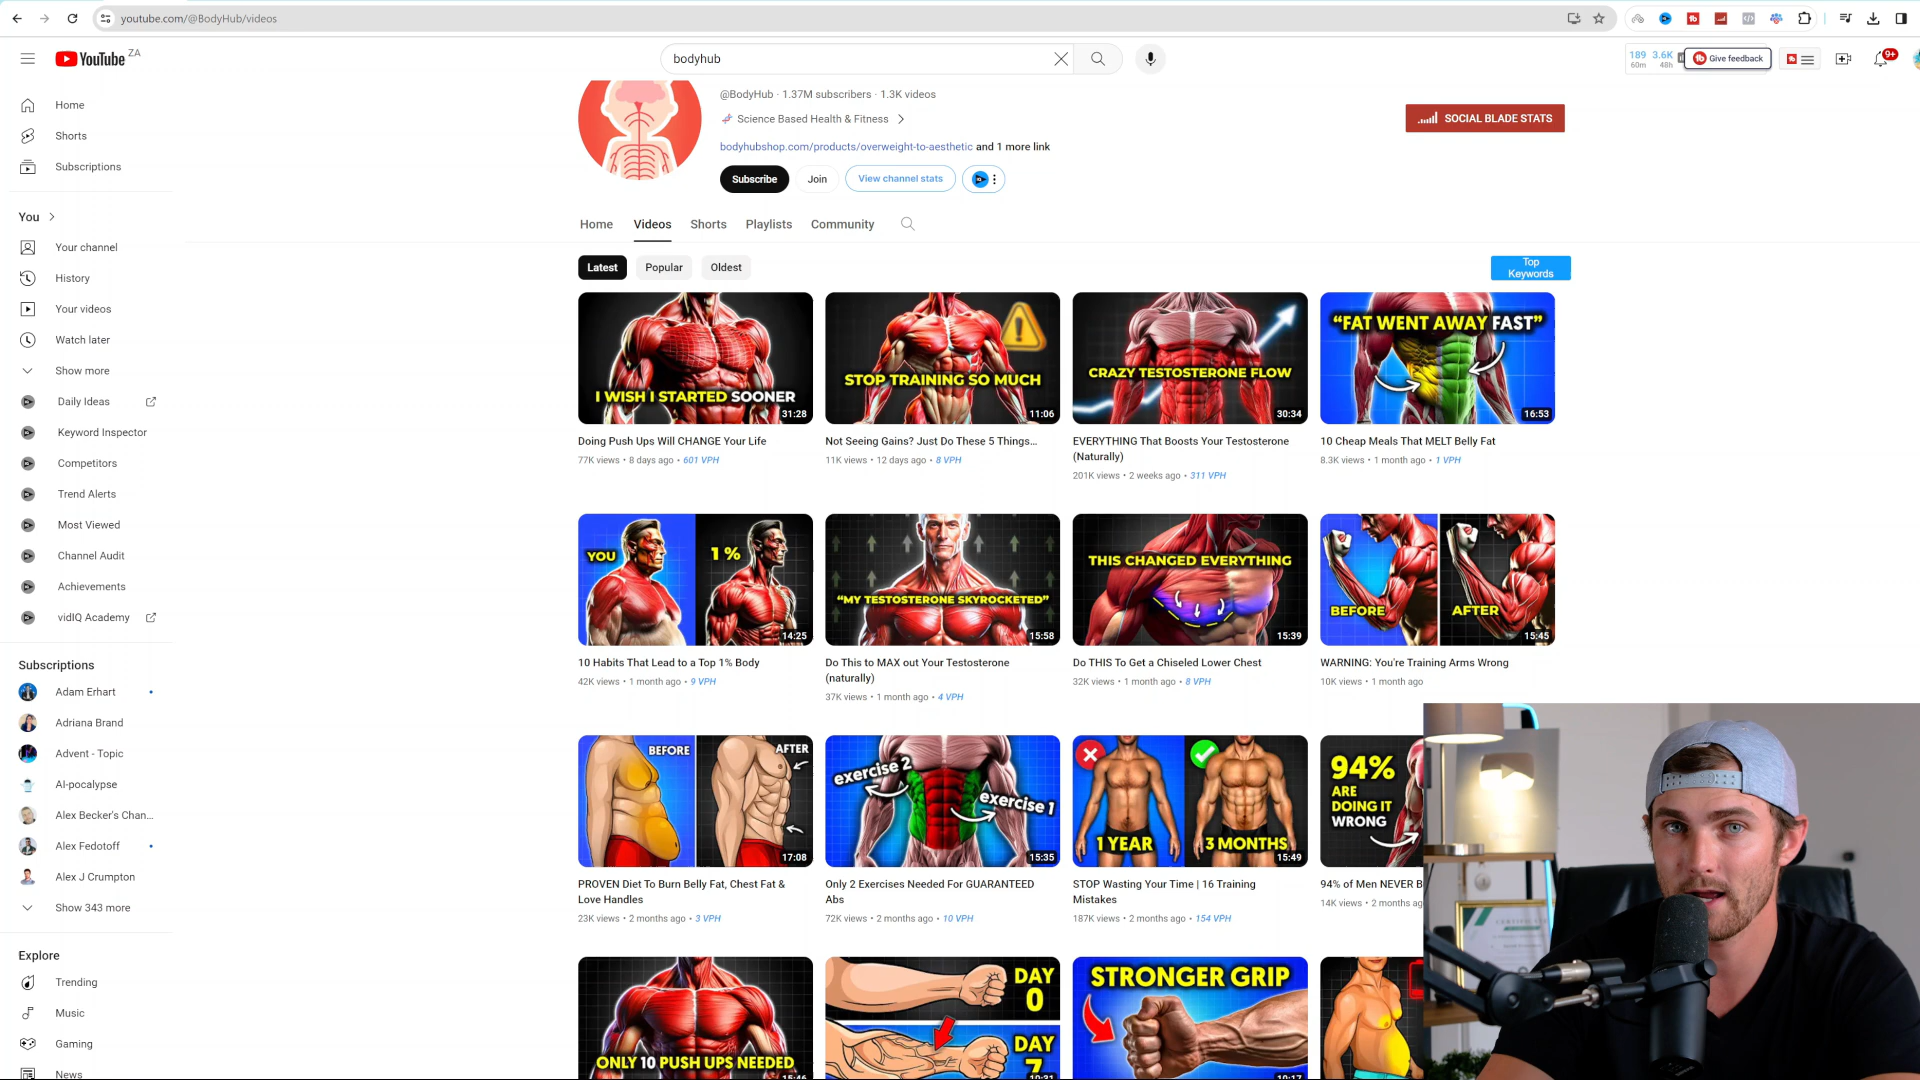 youtube.com/@BodyHub/videos
YouTube ZA
bodyhub
189 3.6K
60m 48h
Give feedback
9+
Home
Shorts
Subscriptions
You
Your channel
History
Your videos
Watch later
Show more
Daily Ideas
Keyword Inspector
Competitors
Trend Alerts
Most Viewed
Channel Audit
Achievements
vidIQ Academy
Subscriptions
Adam Erhart
Adriana Brand
Advent - Topic
AI-pocalypse
Alex Becker's Chan...
Alex Fedotoff
Alex J Crumpton
Show 343 more
Explore
Trending
Music
Gaming
News
@BodyHub · 1.37M subscribers · 1.3K videos
Science Based Health & Fitness
bodyhubshop.com/products/overweight-to-aesthetic and 1 more link
SOCIAL BLADE STATS
Subscribe
Join
View channel stats
Home
Videos
Shorts
Playlists
Community
Latest
Popular
Oldest
Top
Keywords
I WISH I STARTED SOONER
31:28
STOP TRAINING SO MUCH
11:06
CRAZY TESTOSTERONE FLOW
30:34
"FAT WENT AWAY FAST"
16:53
Doing Push Ups Will CHANGE Your Life
77K views • 8 days ago • 601 VPH
Not Seeing Gains? Just Do These 5 Things...
11K views • 12 days ago • 8 VPH
EVERYTHING That Boosts Your Testosterone
(Naturally)
201K views • 2 weeks ago • 311 VPH
10 Cheap Meals That MELT Belly Fat
8.3K views • 1 month ago • 1 VPH
YOU
1 %
14:25
"MY TESTOSTERONE SKYROCKETED"
15:58
THIS CHANGED EVERYTHING
15:39
BEFORE
AFTER
15:45
10 Habits That Lead to a Top 1% Body
42K views • 1 month ago • 9 VPH
Do This to MAX out Your Testosterone
(naturally)
37K views • 1 month ago • 4 VPH
Do THIS To Get a Chiseled Lower Chest
32K views • 1 month ago • 8 VPH
WARNING: You're Training Arms Wrong
10K views • 1 month ago
BEFORE
AFTER
17:08
exercise 2
exercise 1
15:35
1 YEAR
3 MONTHS
15:49
94%
ARE
DOING IT
WRONG
PROVEN Diet To Burn Belly Fat, Chest Fat &
Love Handles
23K views • 2 months ago • 3 VPH
Only 2 Exercises Needed For GUARANTEED
Abs
72K views • 2 months ago • 10 VPH
STOP Wasting Your Time | 16 Training
Mistakes
187K views • 2 months ago • 154 VPH
94% of Men NEVER B
14K views • 2 months ag
ONLY 10 PUSH UPS NEEDED
15:46
DAY
0
DAY
7
10:31
STRONGER GRIP
10:17